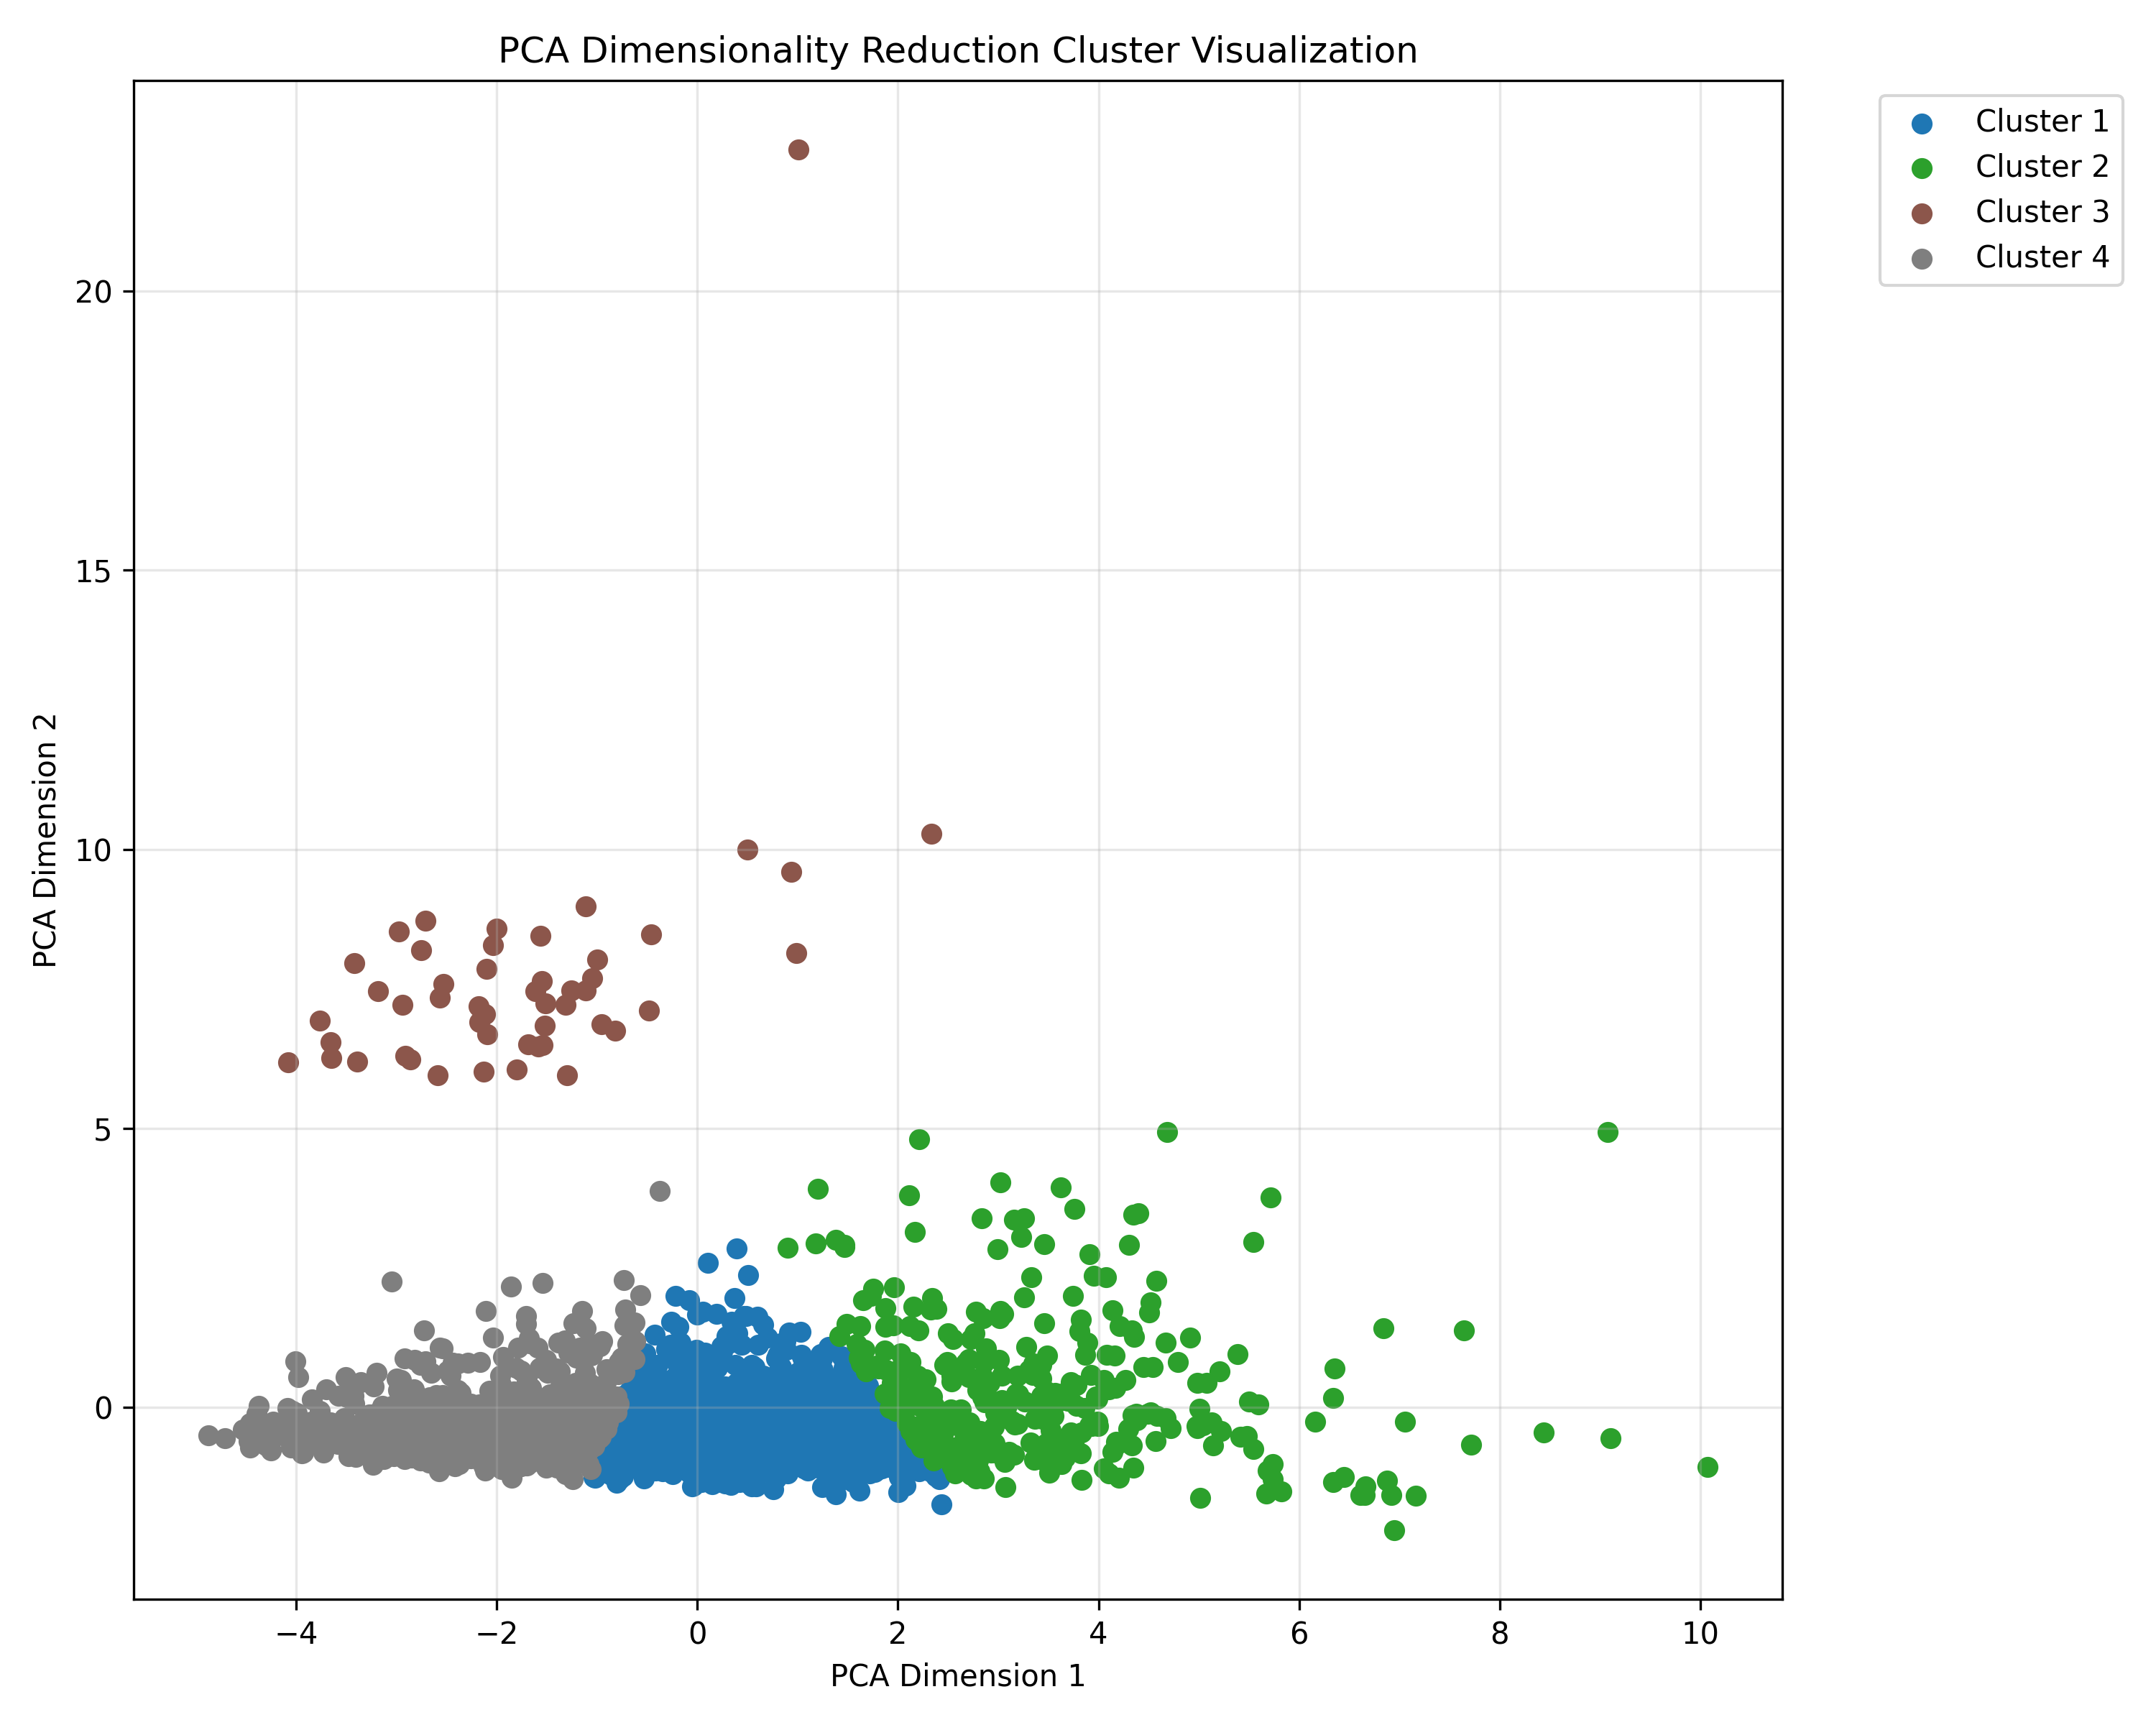 PCA Dimensionality Reduction Cluster Visualization
Cluster 1
Cluster 2
Cluster 3
Cluster 4
PCA Dimension 2
20
15
10
5
0
−4
−2
0
2
4
6
8
10
PCA Dimension 1